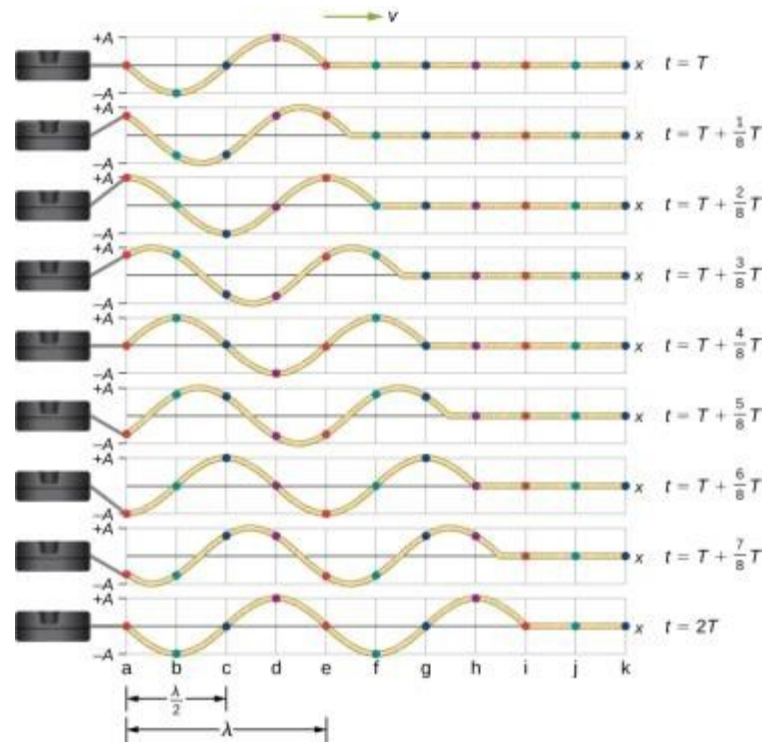 v
+A
–A
x t = T
+A
–A
x t = T + 1/8 T
+A
–A
x t = T + 2/8 T
+A
–A
x t = T + 3/8 T
+A
–A
x t = T + 4/8 T
+A
–A
x t = T + 5/8 T
+A
–A
x t = T + 6/8 T
+A
–A
x t = T + 7/8 T
+A
–A
x t = 2T
a b c d e f g h i j k
λ/2
λ